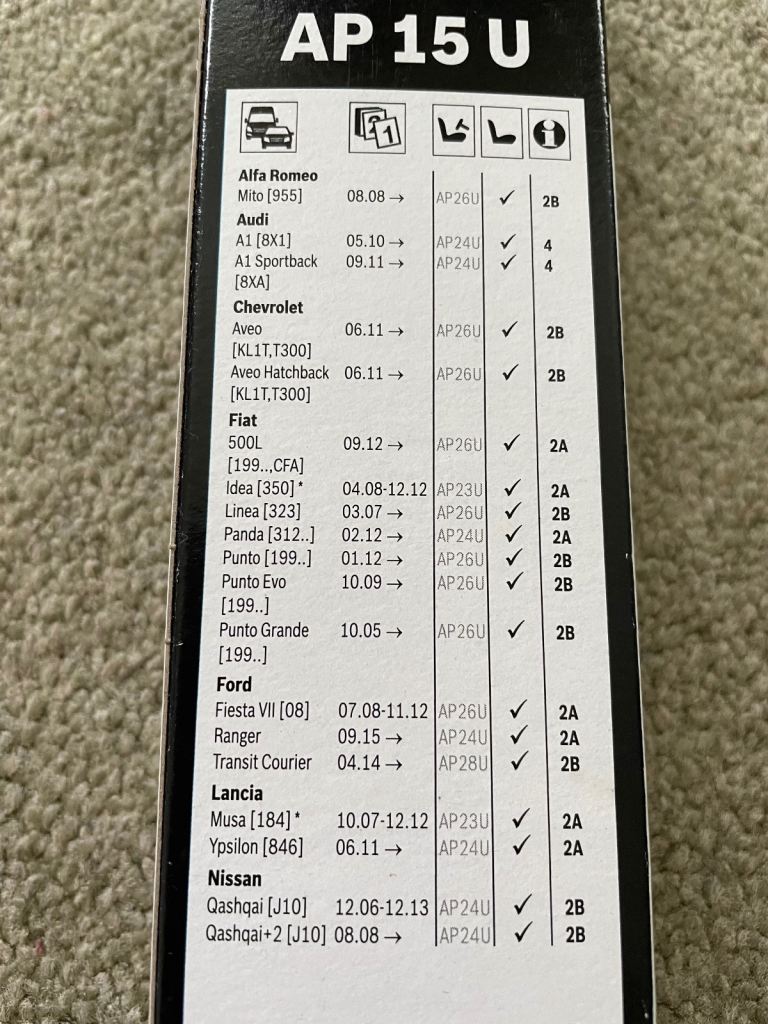 AP 15 U
21
i
Alfa Romeo
Mito [955] 08.08 → AP26U ✓ 2B
Audi
A1 [8X1] 05.10 → AP24U ✓ 4
A1 Sportback 09.11 → AP24U ✓ 4
[8XA]
Chevrolet
Aveo 06.11 → AP26U ✓ 2B
[KL1T,T300]
Aveo Hatchback 06.11 → AP26U ✓ 2B
[KL1T,T300]
Fiat
500L 09.12 → AP26U ✓ 2A
[199..,CFA]
Idea [350] * 04.08-12.12 AP23U ✓ 2A
Linea [323] 03.07 → AP26U ✓ 2B
Panda [312..] 02.12 → AP24U ✓ 2A
Punto [199..] 01.12 → AP26U ✓ 2B
Punto Evo 10.09 → AP26U ✓ 2B
[199..]
Punto Grande 10.05 → AP26U ✓ 2B
[199..]
Ford
Fiesta VII [08] 07.08-11.12 AP26U ✓ 2A
Ranger 09.15 → AP24U ✓ 2A
Transit Courier 04.14 → AP28U ✓ 2B
Lancia
Musa [184] * 10.07-12.12 AP23U ✓ 2A
Ypsilon [846] 06.11 → AP24U ✓ 2A
Nissan
Qashqai [J10] 12.06-12.13 AP24U ✓ 2B
Qashqai+2 [J10] 08.08 → AP24U ✓ 2B